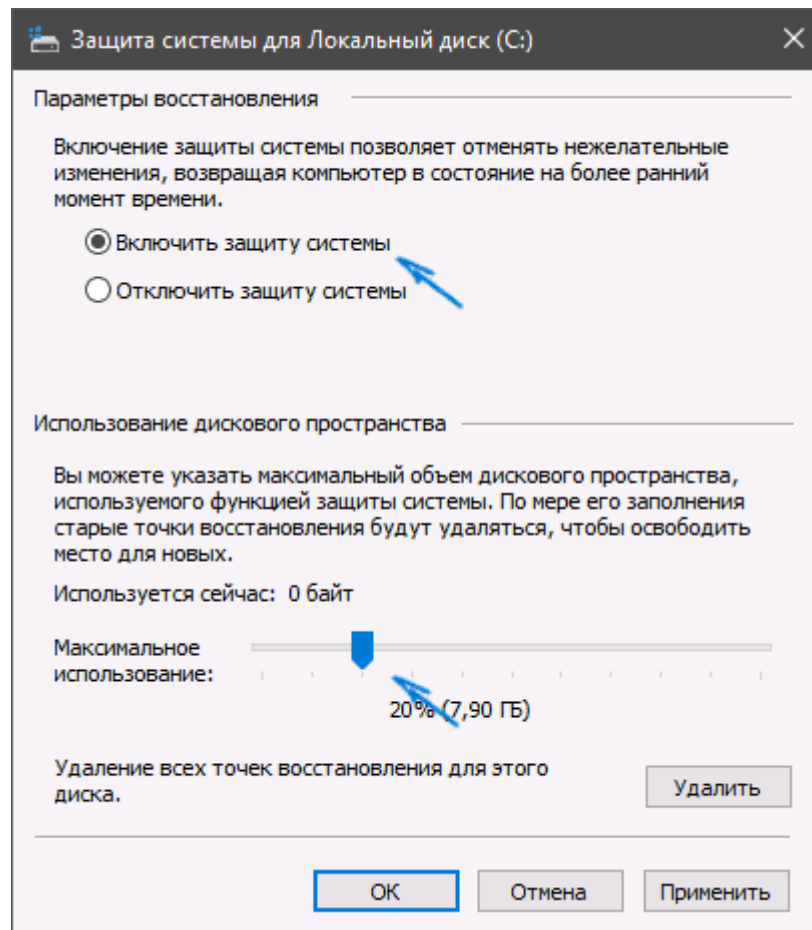 Защита системы для Локальный диск (C:)
Параметры восстановления
Включение защиты системы позволяет отменять нежелательные
изменения, возвращая компьютер в состояние на более ранний
момент времени.
Включить защиту системы
Отключить защиту системы
Использование дискового пространства
Вы можете указать максимальный объем дискового пространства,
используемого функцией защиты системы. По мере его заполнения
старые точки восстановления будут удаляться, чтобы освободить
место для новых.
Используется сейчас: 0 байт
Максимальное
использование:
20% (7,90 ГБ)
Удаление всех точек восстановления для этого
диска.
Удалить
ОК
Отмена
Применить